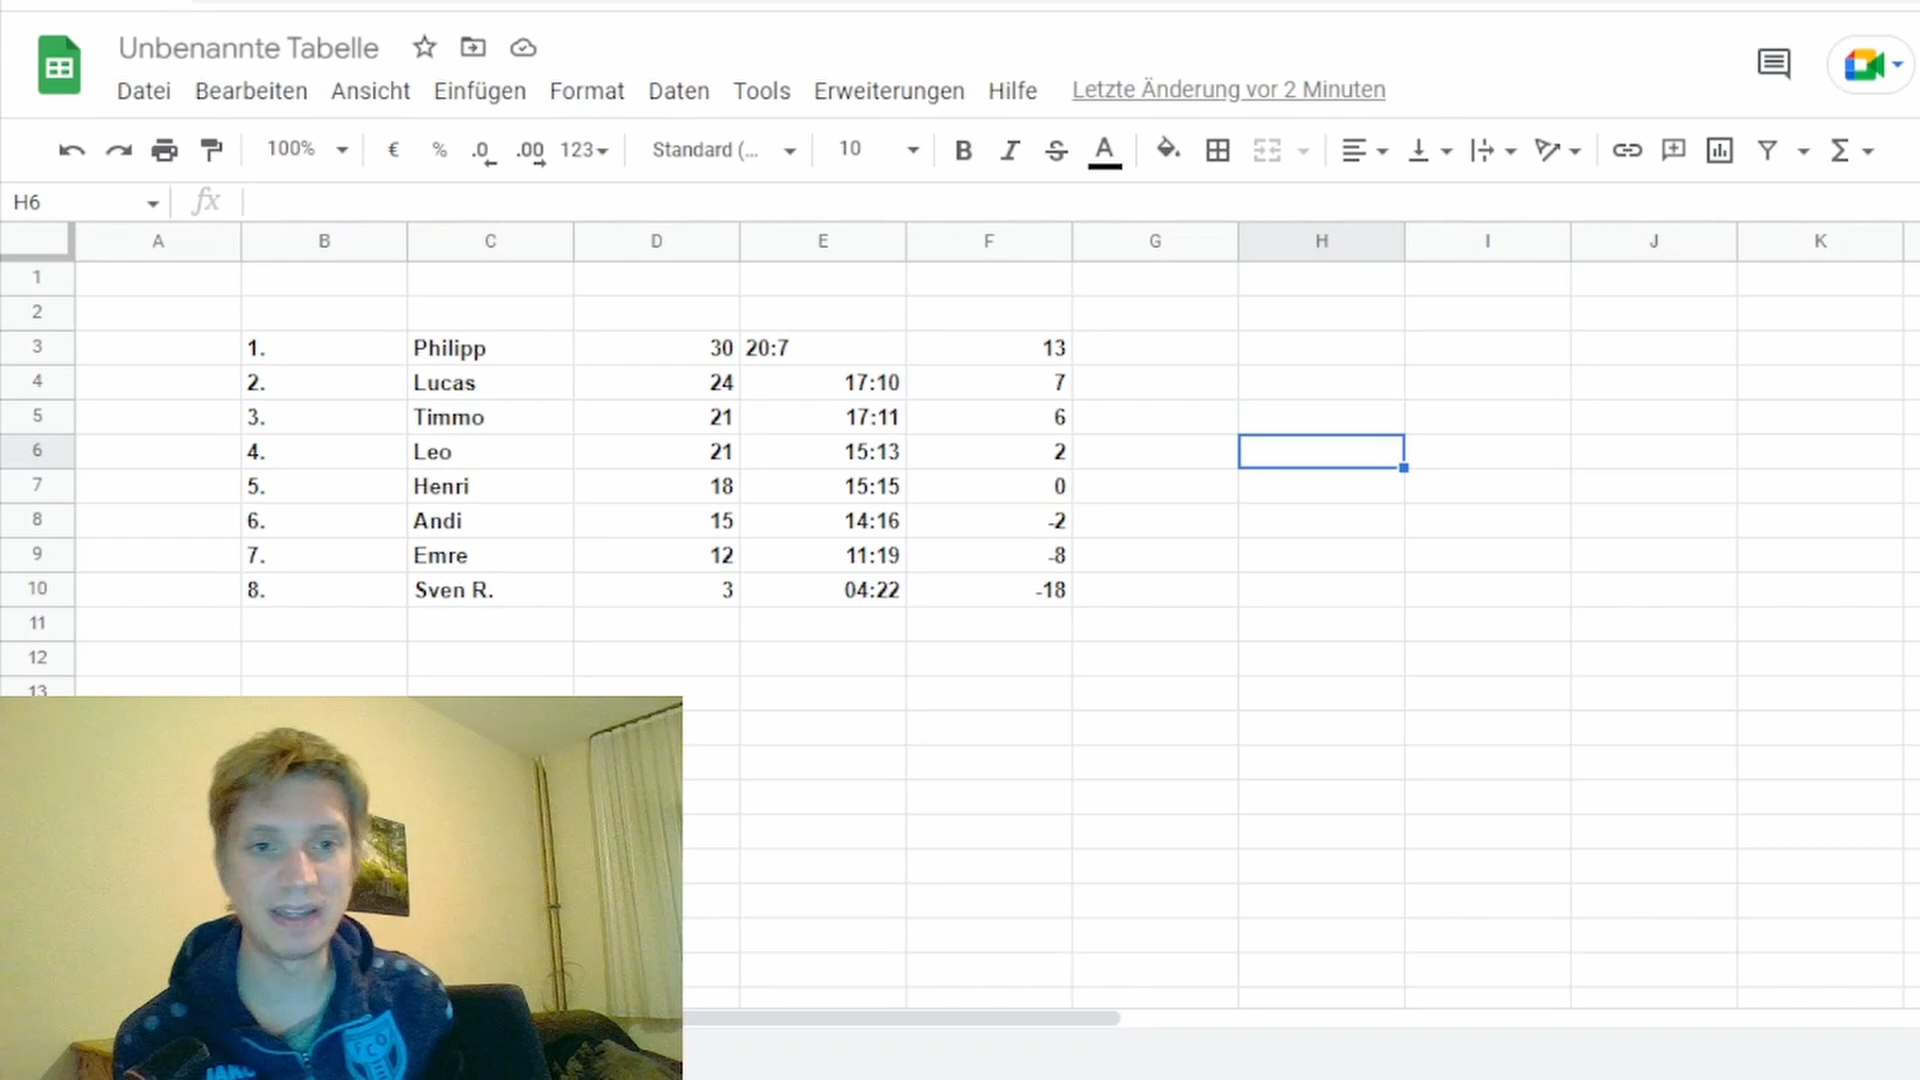 Unbenannte Tabelle
Datei Bearbeiten Ansicht Einfügen Format Daten Tools Erweiterungen Hilfe Letzte Änderung vor 2 Minuten
100% € % .0 .00 123 Standard (... 10 B I S A Σ
H6 fx
A B C D E F G H I J K
1
2
3 1. Philipp 30 20:7 13
4 2. Lucas 24 17:10 7
5 3. Timmo 21 17:11 6
6 4. Leo 21 15:13 2
7 5. Henri 18 15:15 0
8 6. Andi 15 14:16 -2
9 7. Emre 12 11:19 -8
10 8. Sven R. 3 04:22 -18
11
12
13
FCO
JAKO